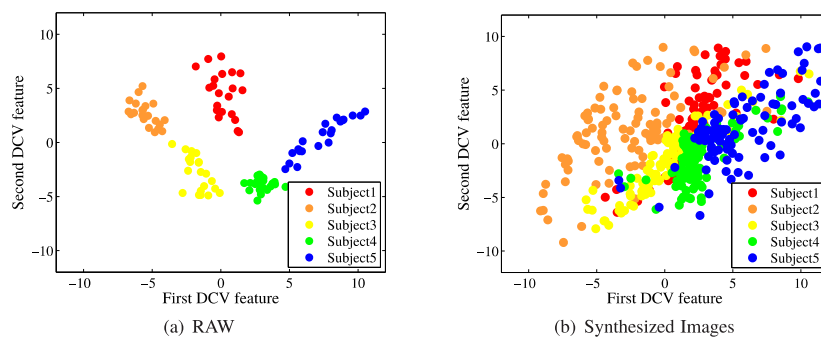 10
5
0
−5
−10
Second DCV feature
−10
−5
0
5
10
First DCV feature
Subject1
Subject2
Subject3
Subject4
Subject5
(a) RAW
10
5
0
−5
−10
Second DCV feature
−10
−5
0
5
10
First DCV feature
Subject1
Subject2
Subject3
Subject4
Subject5
(b) Synthesized Images